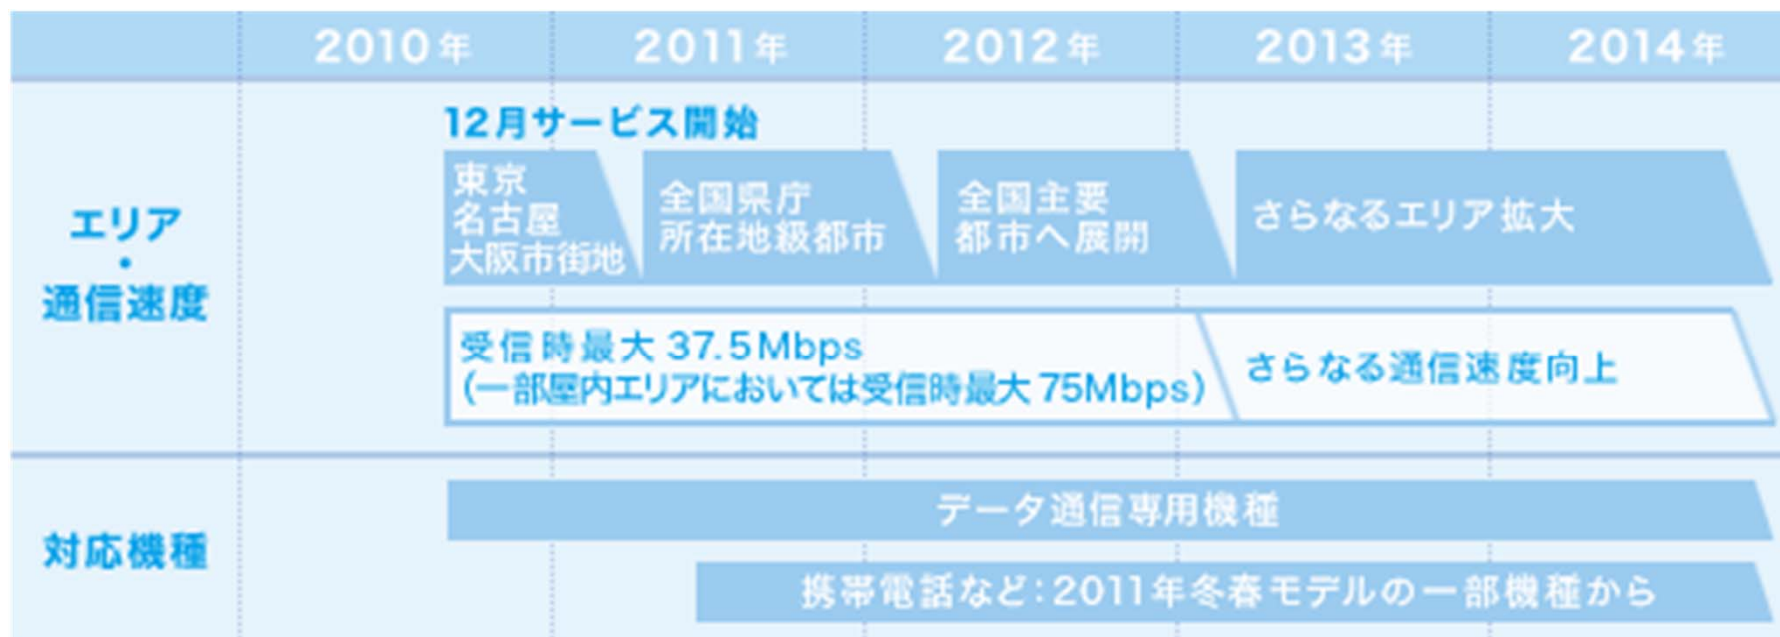 2010年 2011年 2012年 2013年 2014年
エリア
・
通信速度
12月サービス開始
東京
名古屋
大阪市街地
全国県庁
所在地級都市
全国主要
都市へ展開
さらなるエリア拡大
受信時最大 37.5Mbps
（一部屋内エリアにおいては受信時最大 75Mbps）
さらなる通信速度向上
対応機種
データ通信専用機種
携帯電話など：2011年冬春モデルの一部機種から